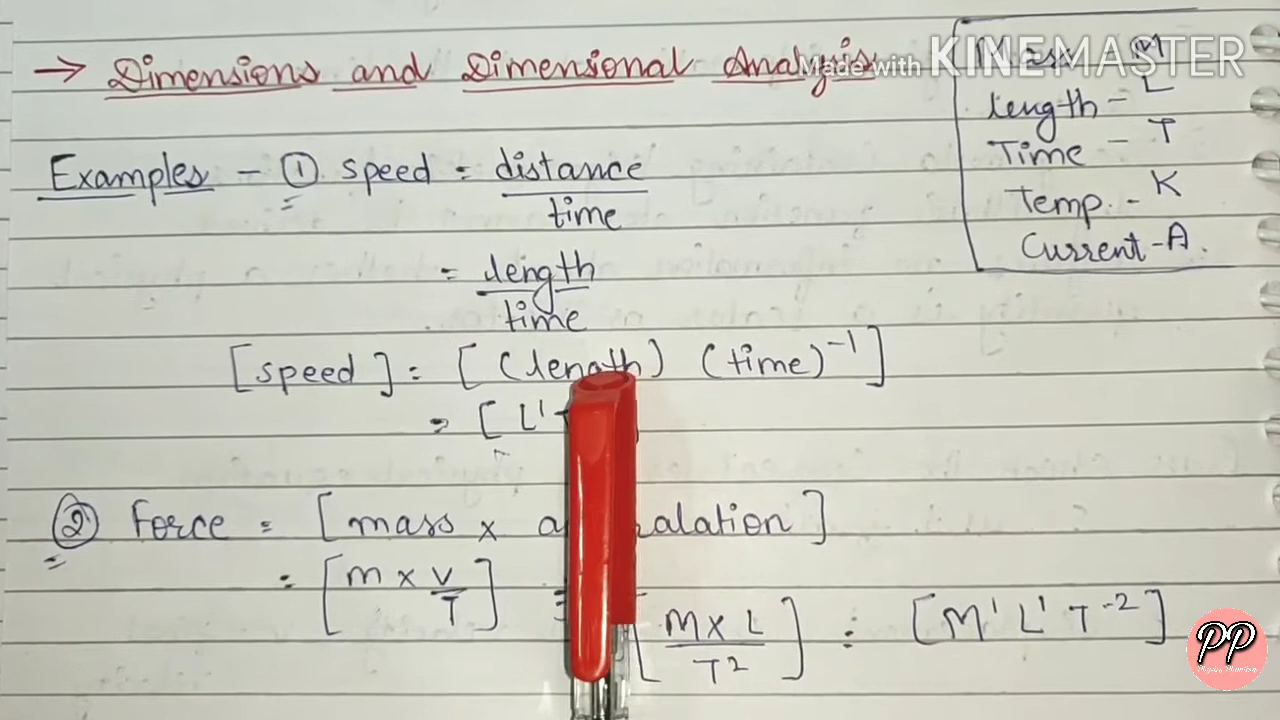 → Dimensions and Dimensional Analysis
Made with KINEMASTER
Mass M
length - L
Time - T
Temp. - K
Current - A.
Examples - ① speed = distance
time
= length
time
[speed] = [(length) (time)⁻¹]
= [L¹
② Force = [mass x
alation]
= [m x V
T]
=
[M x L
T²]
= [M¹ L¹ T⁻²]
PP